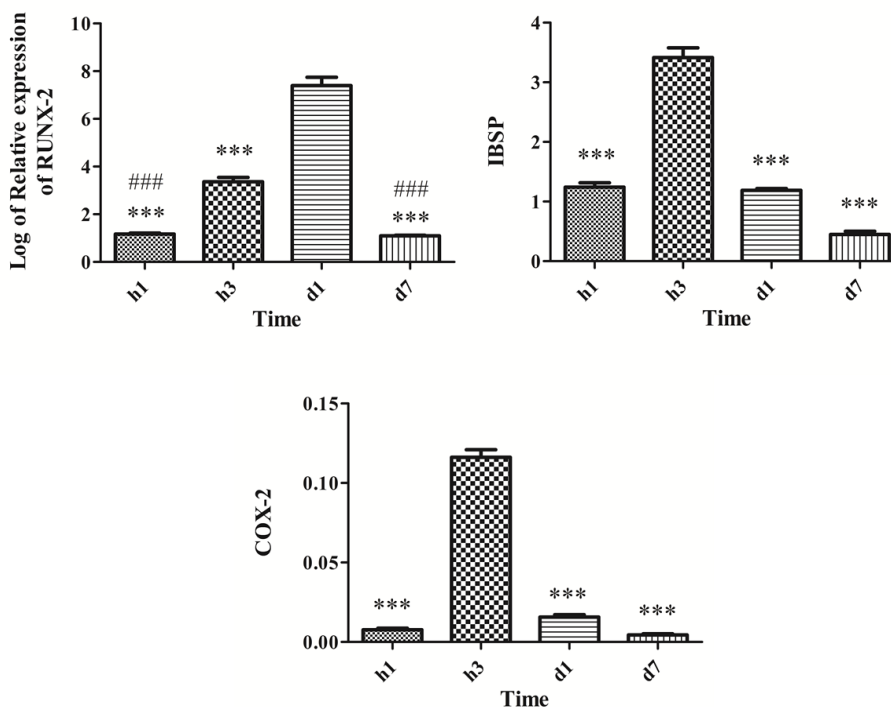 Log of Relative expression
of RUNX-2
10
8
6
4
2
0
###
***
***
###
***
h1
h3
d1
d7
Time
IBSP
4
3
2
1
0
***
***
***
h1
h3
d1
d7
Time
COX-2
0.15
0.10
0.05
0.00
***
***
***
h1
h3
d1
d7
Time